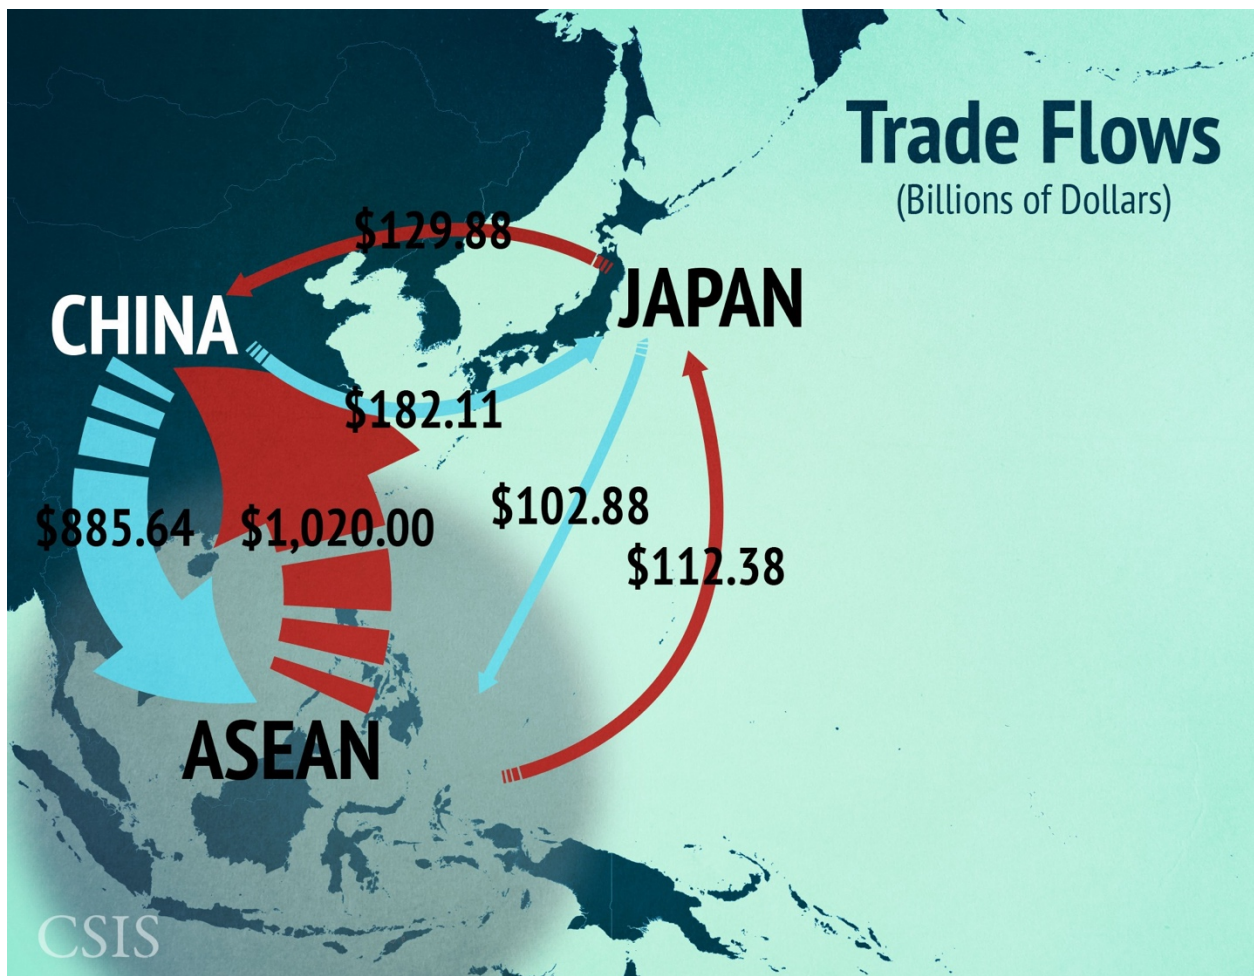 Trade Flows
(Billions of Dollars)
$129.88
JAPAN
CHINA
$182.11
$885.64
$1,020.00
$102.88
$112.38
ASEAN
CSIS